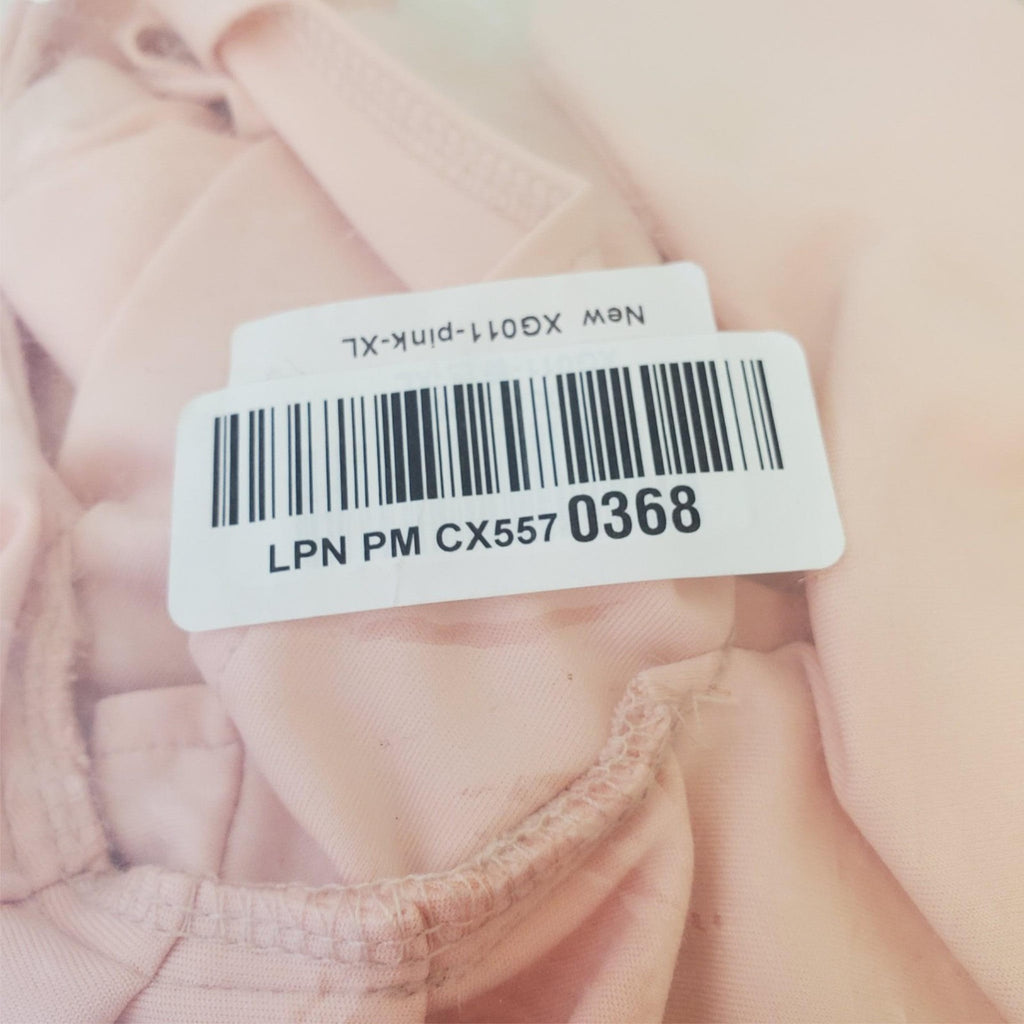 New XG011-pink-XL
LPN PM CX557 0368